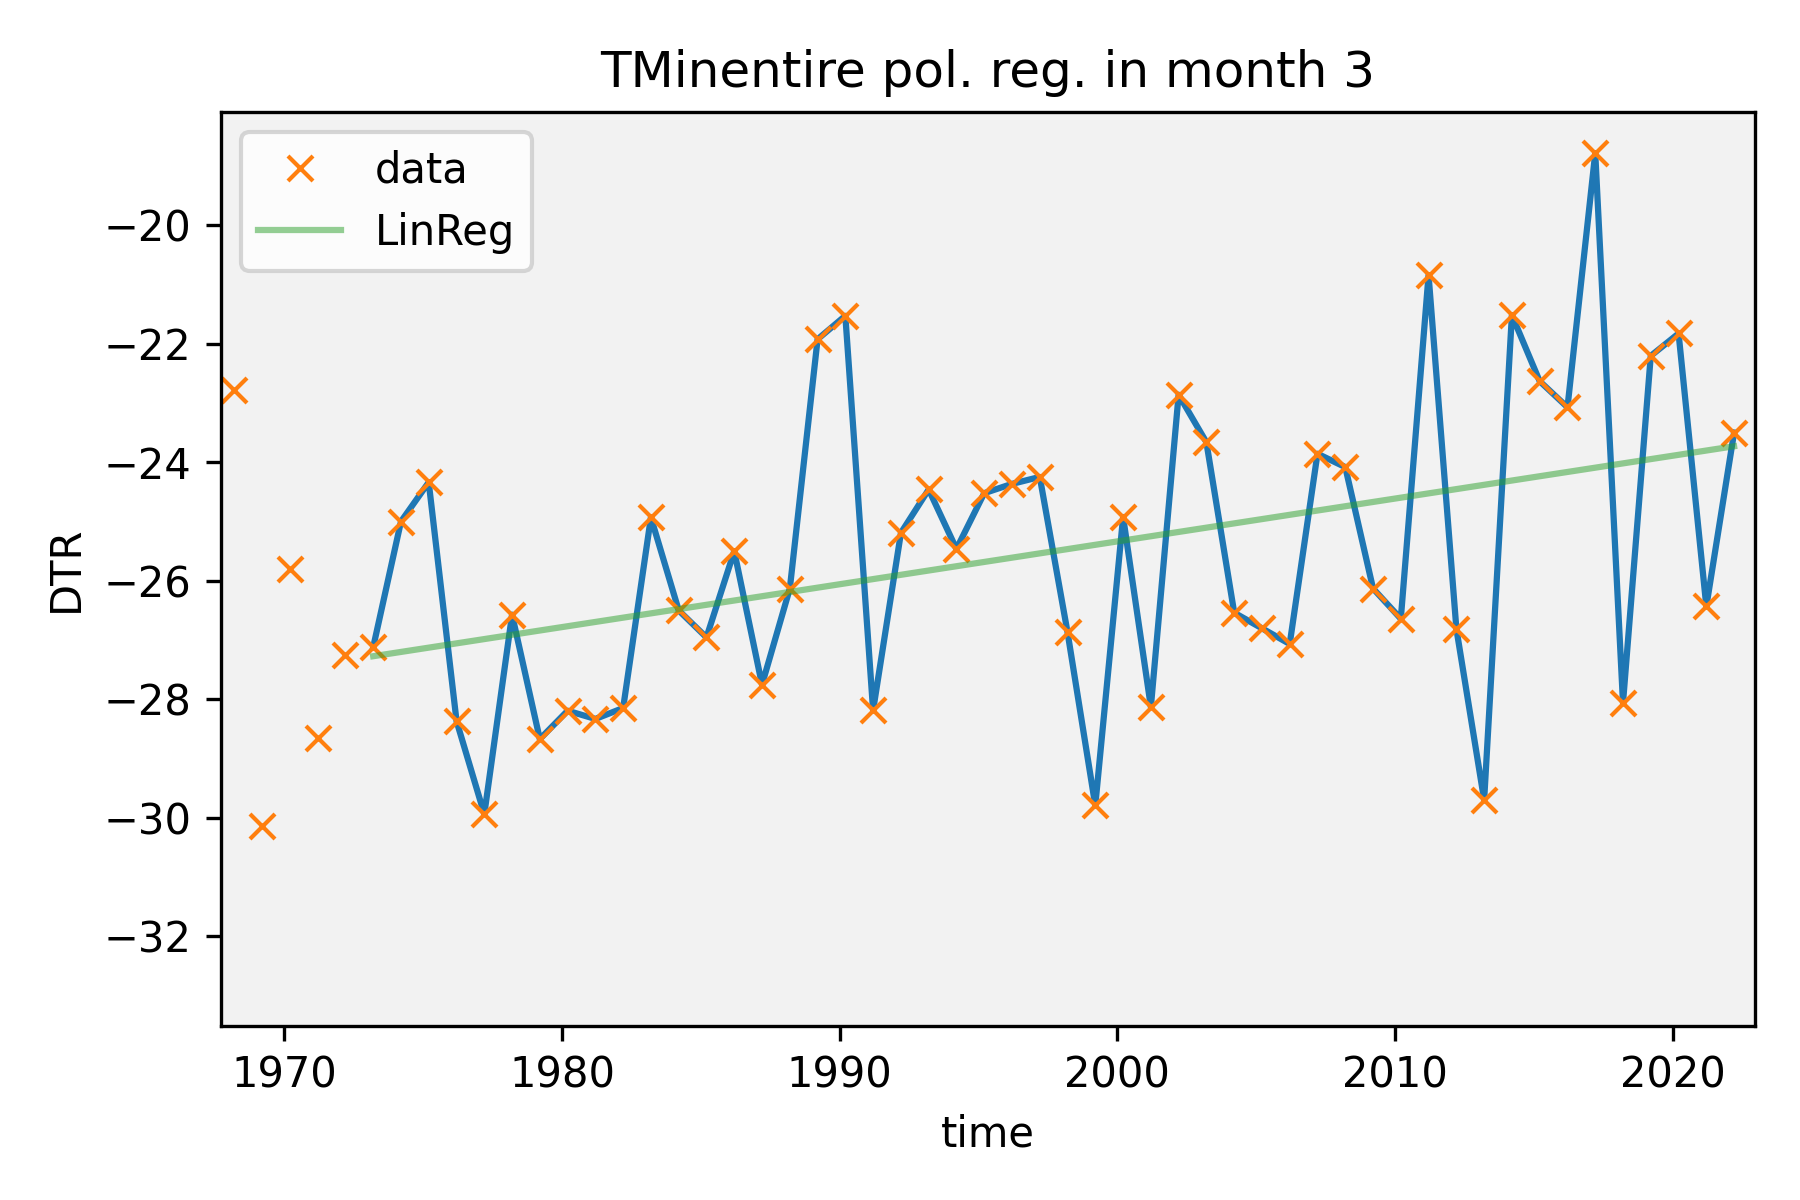 TMinentire pol. reg. in month 3
data
LinReg
−20
−22
−24
−26
−28
−30
−32
DTR
1970 1980 1990 2000 2010 2020
time